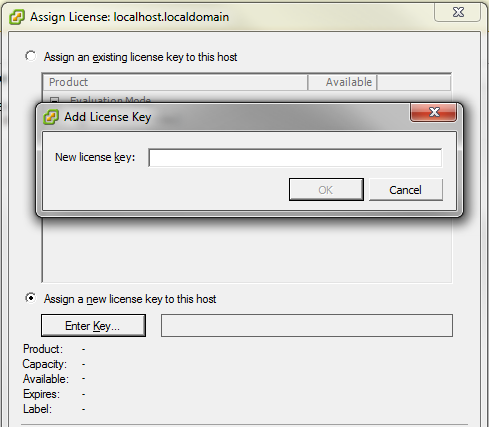 Assign License: localhost.localdomain
Assign an existing license key to this host
Product Available
Evaluation Mode
Add License Key
New license key:
OK Cancel
Assign a new license key to this host
Enter Key...
Product: -
Capacity: -
Available: -
Expires: -
Label: -